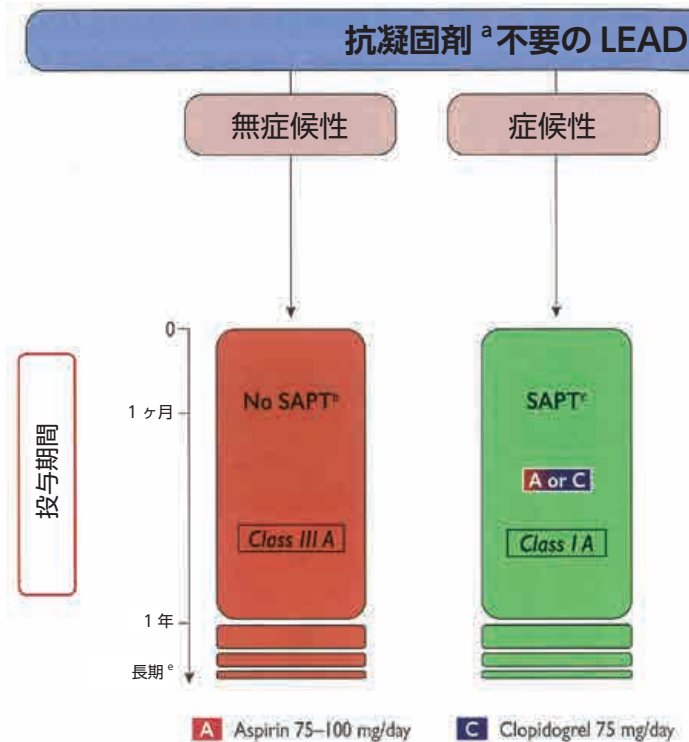 抗凝固剤 a 不要の LEAD
無症候性
症候性
0
1 ヶ月
1 年
長期 e
投与期間
No SAPTb
Class III A
SAPTc
A or C
Class I A
A Aspirin 75–100 mg/day
C Clopidogrel 75 mg/day